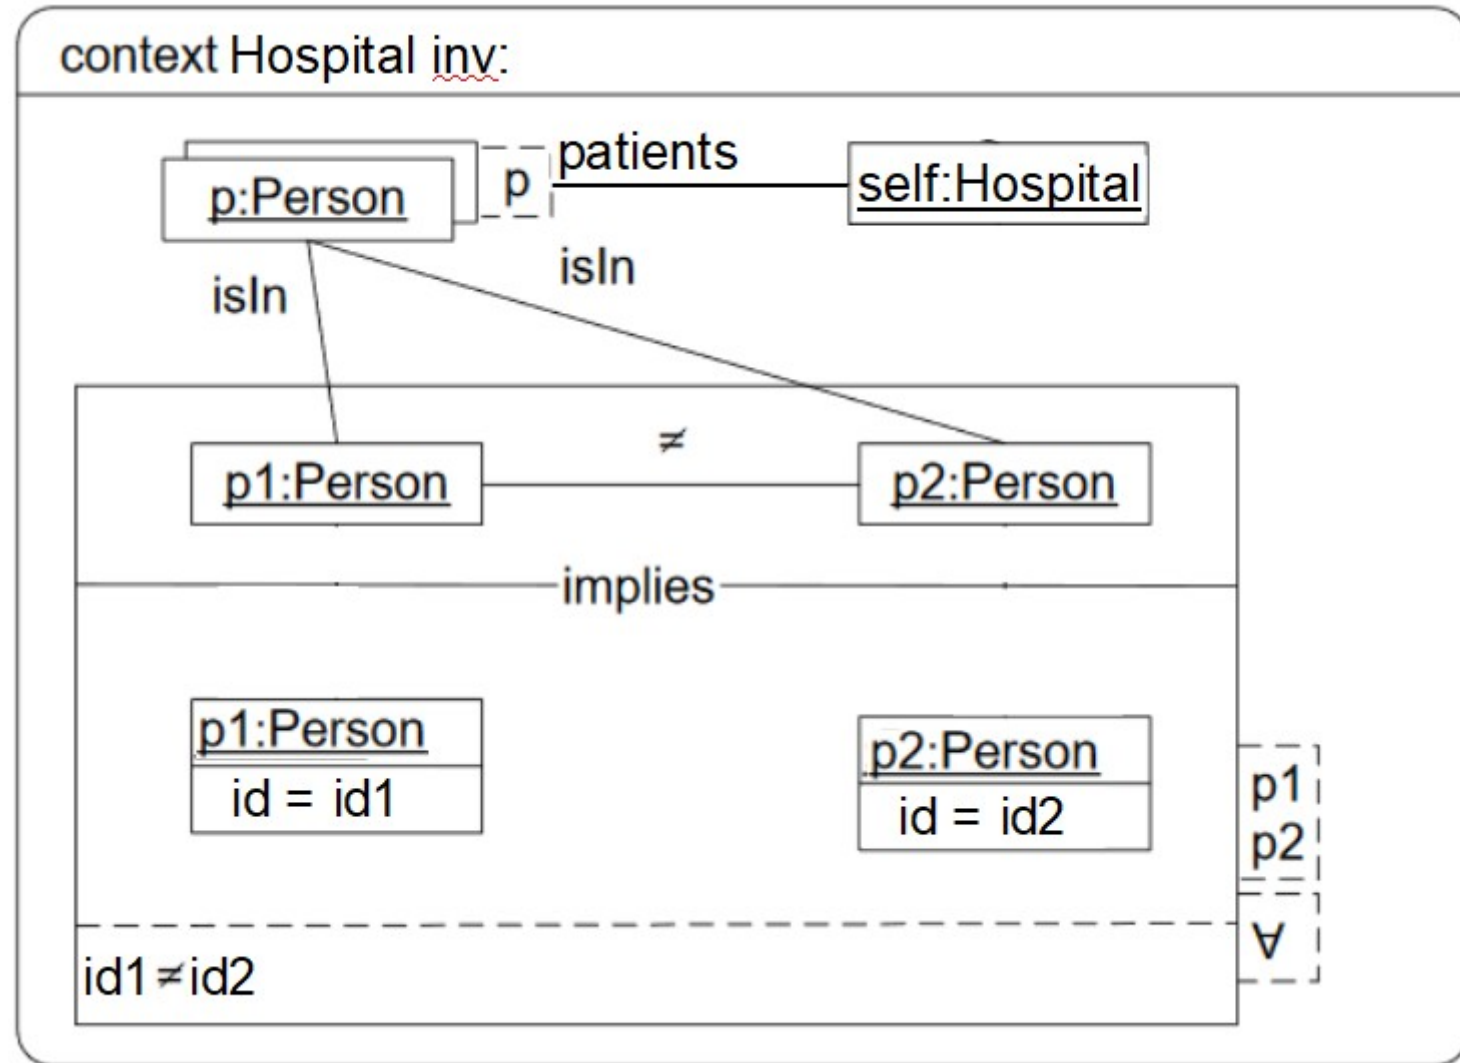 context Hospital inv:
patients
p:Person
p
self:Hospital
isIn
isIn
≠
p1:Person
p2:Person
implies
p1:Person
id = id1
p2:Person
id = id2
p1
p2
∀
id1≠id2